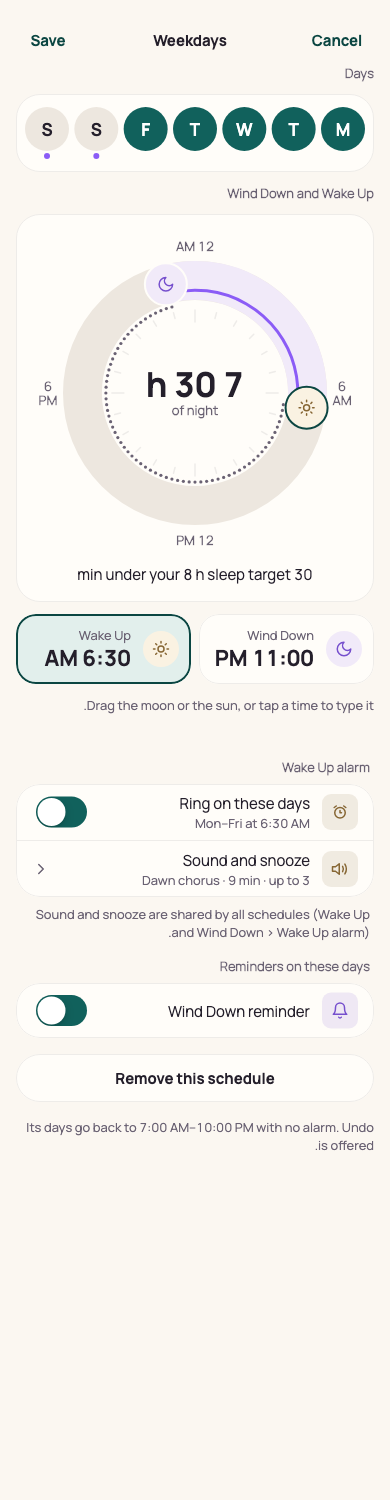 Cancel
Weekdays
Save
Days
M T W T F S S
Wind Down and Wake Up
AM 12
6
AM
h 30 7
of night
6
PM
PM 12
min under your 8 h sleep target 30
Wind Down
PM 11:00
Wake Up
AM 6:30
.Drag the moon or the sun, or tap a time to type it
Wake Up alarm
Ring on these days
Mon–Fri at 6:30 AM
Sound and snooze
Dawn chorus · 9 min · up to 3
Sound and snooze are shared by all schedules (Wake Up
.and Wind Down > Wake Up alarm)
Reminders on these days
Wind Down reminder
Remove this schedule
Its days go back to 7:00 AM–10:00 PM with no alarm. Undo
.is offered